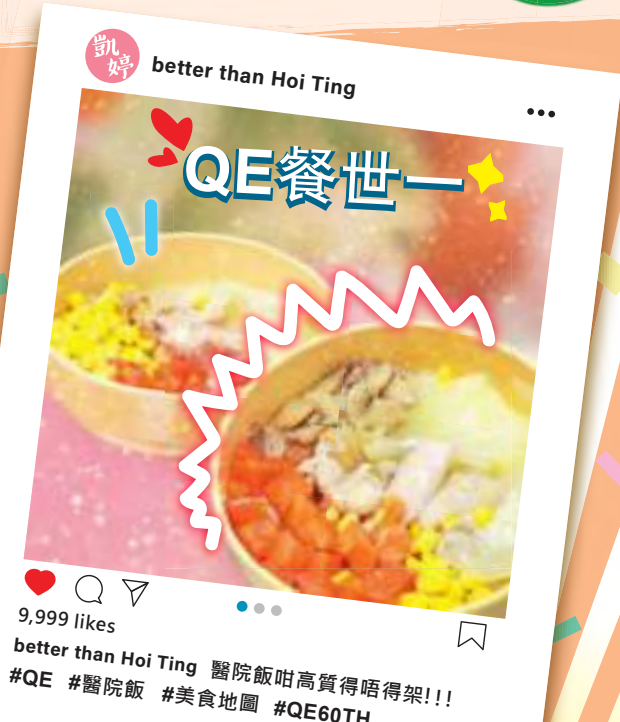 凱婷
better than Hoi Ting
QE餐世一
9,999 likes
better than Hoi Ting 醫院飯咁高質得唔得架!!!
#QE #醫院飯 #美食地圖 #QE60TH